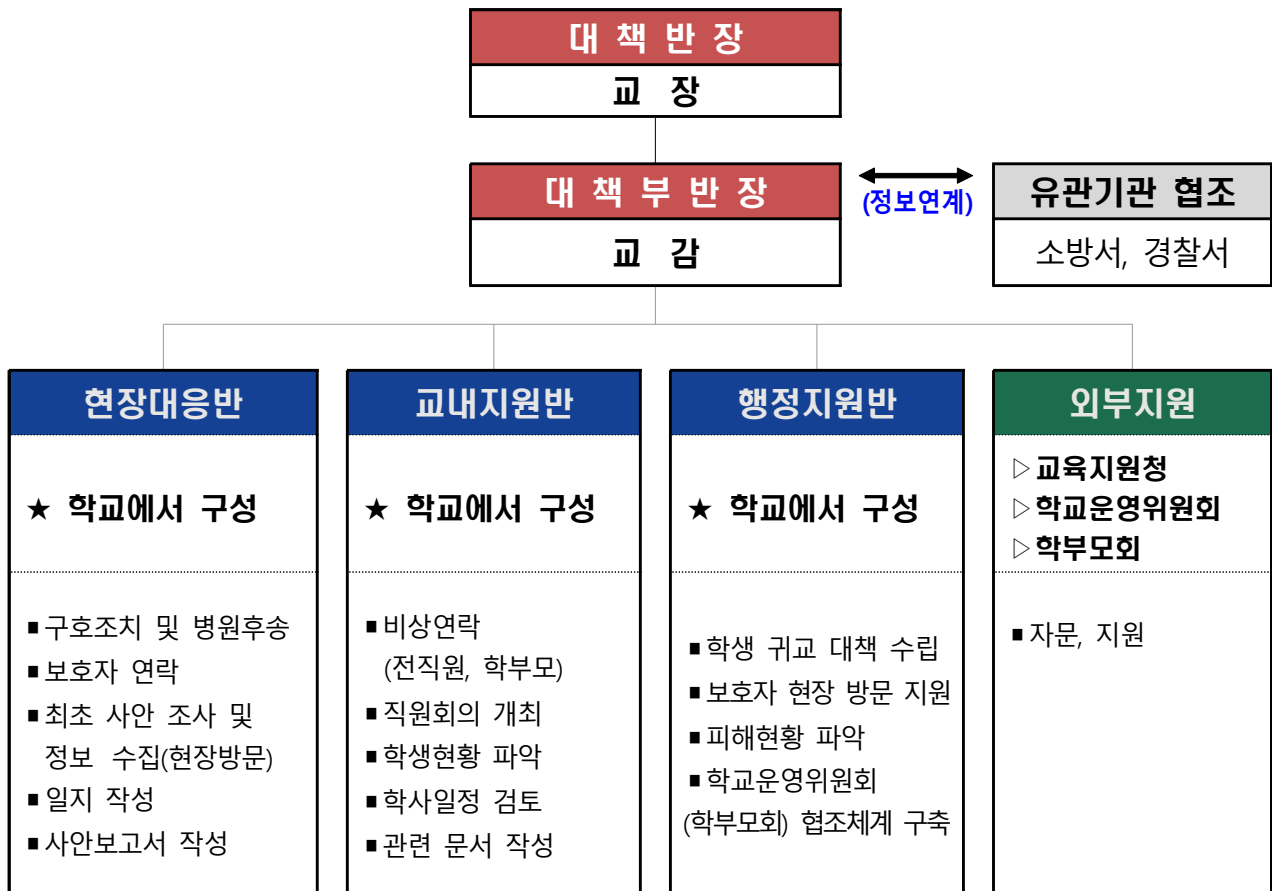 대 책 반 장
교 장
대 책 부 반 장
교 감
(정보연계)
유관기관 협조
소방서, 경찰서
현장대응반
★ 학교에서 구성
■ 구호조치 및 병원후송
■ 보호자 연락
■ 최초 사안 조사 및
정보 수집(현장방문)
■ 일지 작성
■ 사안보고서 작성
교내지원반
★ 학교에서 구성
■ 비상연락
(전직원, 학부모)
■ 직원회의 개최
■ 학생현황 파악
■ 학사일정 검토
■ 관련 문서 작성
행정지원반
★ 학교에서 구성
■ 학생 귀교 대책 수립
■ 보호자 현장 방문 지원
■ 피해현황 파악
■ 학교운영위원회
(학부모회) 협조체계 구축
외부지원
▷ 교육지원청
▷ 학교운영위원회
▷ 학부모회
■ 자문, 지원